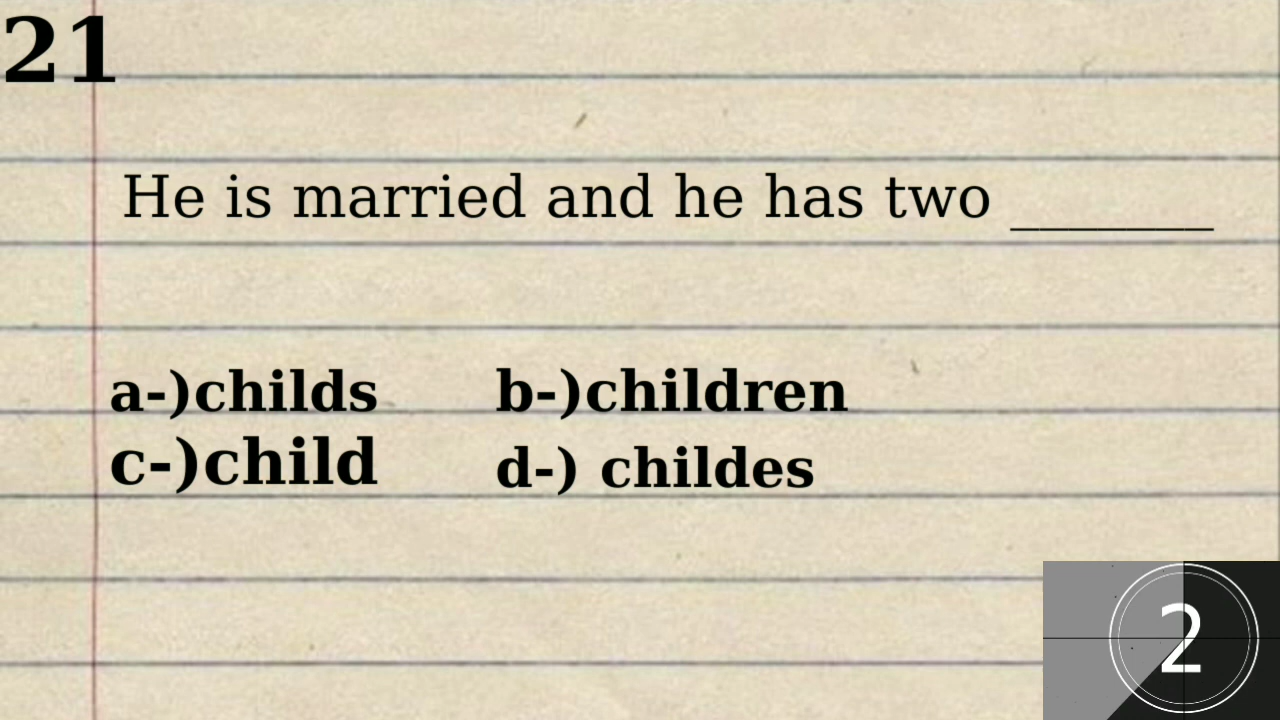 21
He is married and he has two _______
a-)childs b-)children
c-)child d-) childes
2